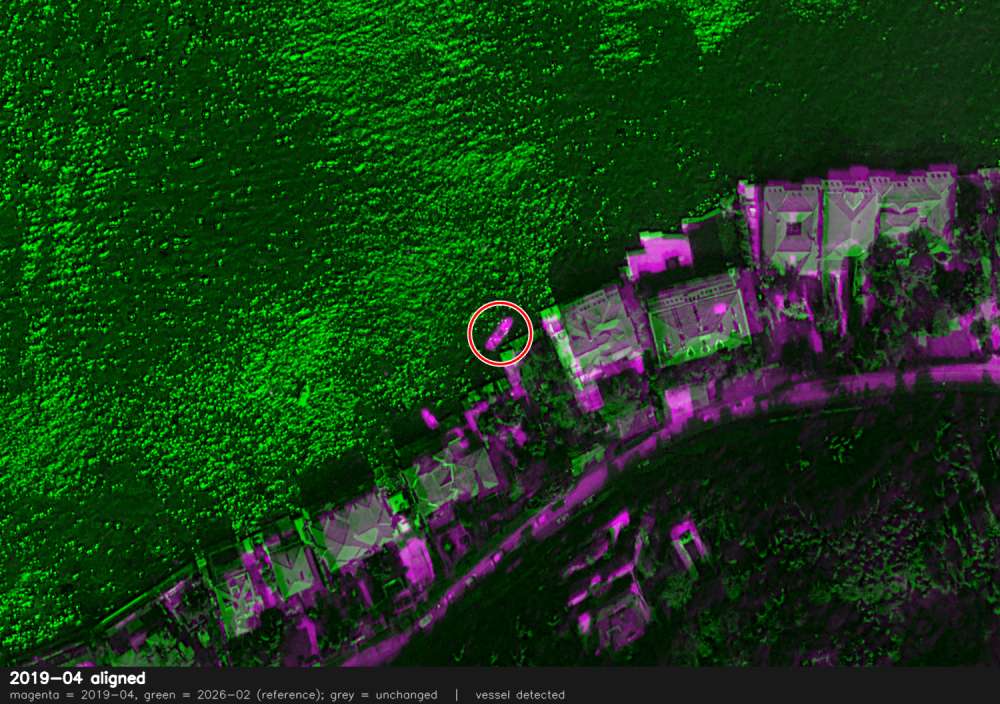 2019-04 aligned
magenta = 2019-04, green = 2026-02 (reference); grey = unchanged | vessel detected